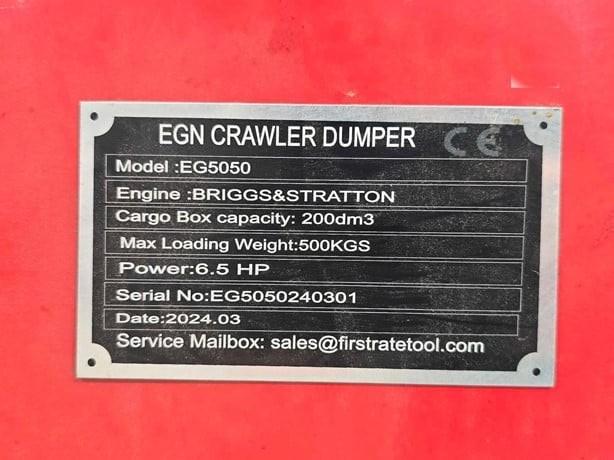 EGN CRAWLER DUMPER CE
Model :EG5050
Engine :BRIGGS&STRATTON
Cargo Box capacity: 200dm3
Max Loading Weight:500KGS
Power:6.5 HP
Serial No:EG5050240301
Date:2024.03
Service Mailbox: sales@firstratetool.com